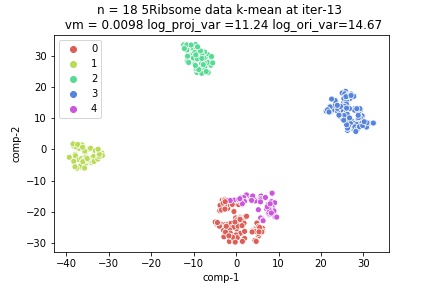 n = 18 5Ribsome data k-mean at iter-13
vm = 0.0098 log_proj_var =11.24 log_ori_var=14.67
comp-2
30
20
10
0
−10
−20
−30
0
1
2
3
4
−40 −30 −20 −10 0 10 20 30
comp-1